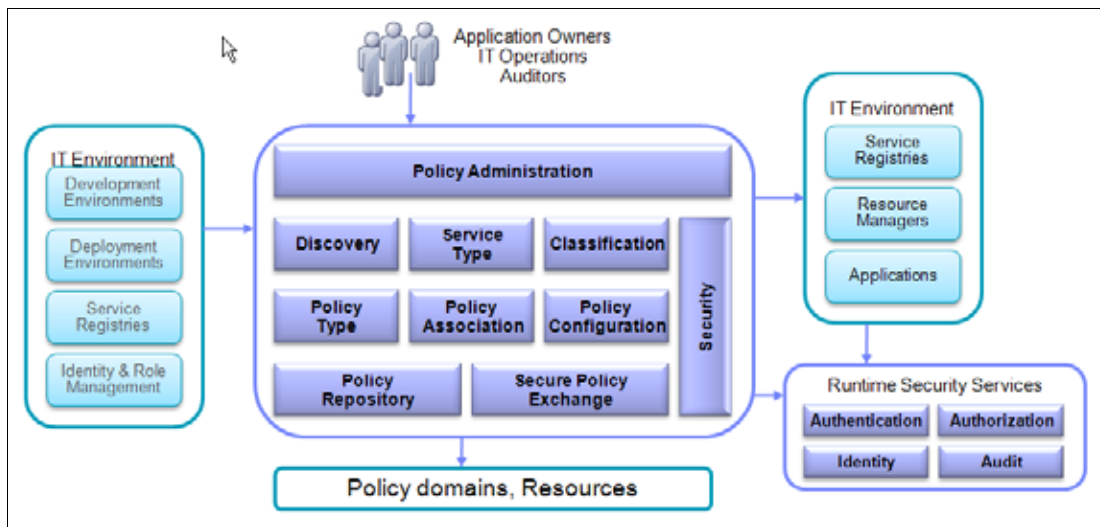 Application Owners
IT Operations
Auditors
IT Environment
Development
Environments
Deployment
Environments
Service
Registries
Identity & Role
Management
Policy Administration
Discovery
Service
Type
Classification
Policy
Type
Policy
Association
Policy
Configuration
Policy
Repository
Secure Policy
Exchange
Security
IT Environment
Service
Registries
Resource
Managers
Applications
Runtime Security Services
Authentication
Authorization
Identity
Audit
Policy domains, Resources